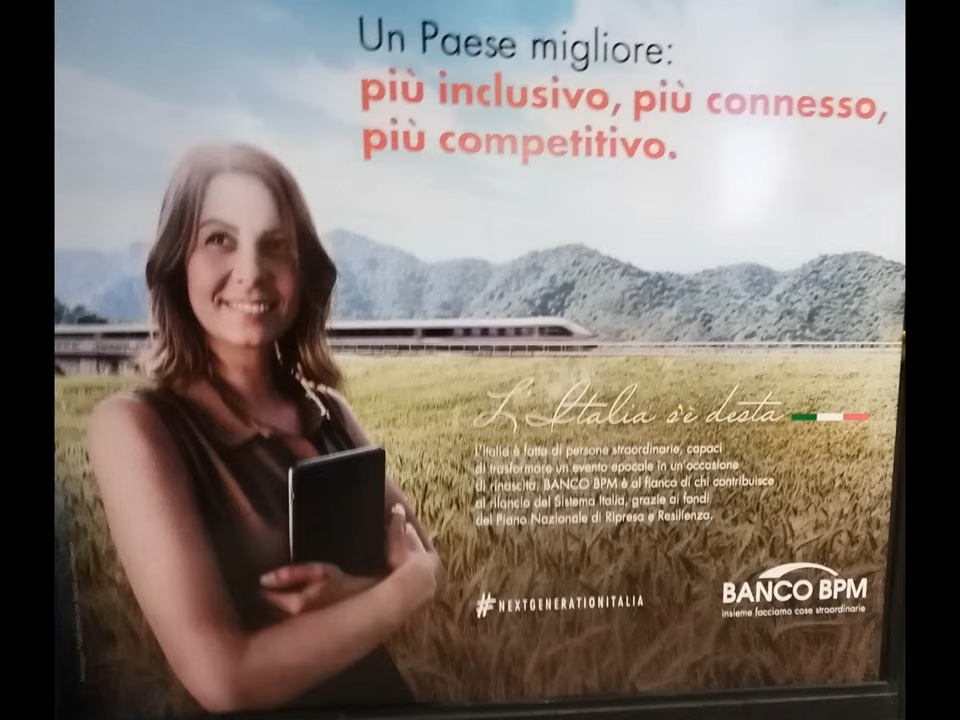 Un Paese migliore:
più inclusivo, più connesso,
più competitivo.
L'Italia s'è desta
L'Italia è fatta di persone straordinarie, capaci
di trasformare un evento epocale in un'occasione
di rinascita. BANCO BPM è al fianco di chi contribuisce
al rilancio del Sistema Italia, grazie ai fondi
del Piano Nazionale di Ripresa e Resilienza.
#NEXTGENERATIONITALIA
BANCO BPM
insieme facciamo cose straordinarie